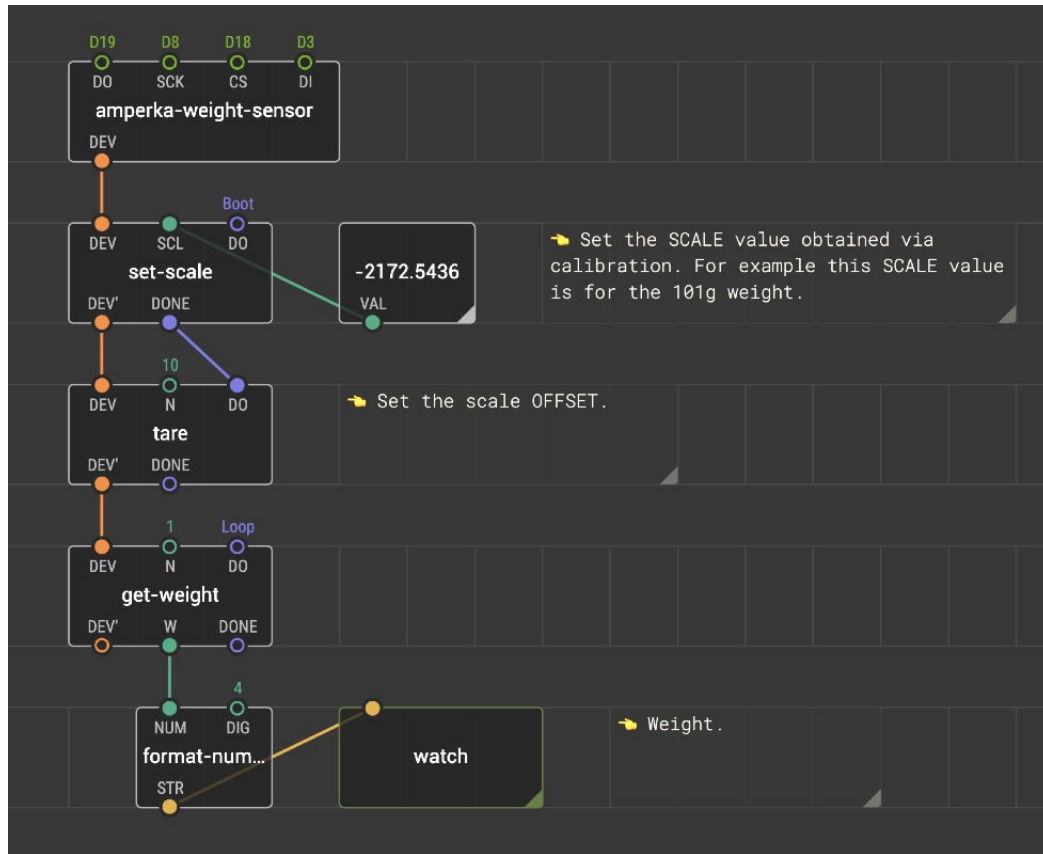 D19 D8 D18 D3
DO SCK CS DI
amperka-weight-sensor
DEV
Boot
DEV SCL DO
set-scale
DEV' DONE
-2172.5436
VAL
👈 Set the SCALE value obtained via
calibration. For example this SCALE value
is for the 101g weight.
10
DEV N DO
tare
DEV' DONE
👈 Set the scale OFFSET.
1 Loop
DEV N DO
get-weight
DEV' W DONE
4
NUM DIG
format-num…
STR
watch
👈 Weight.